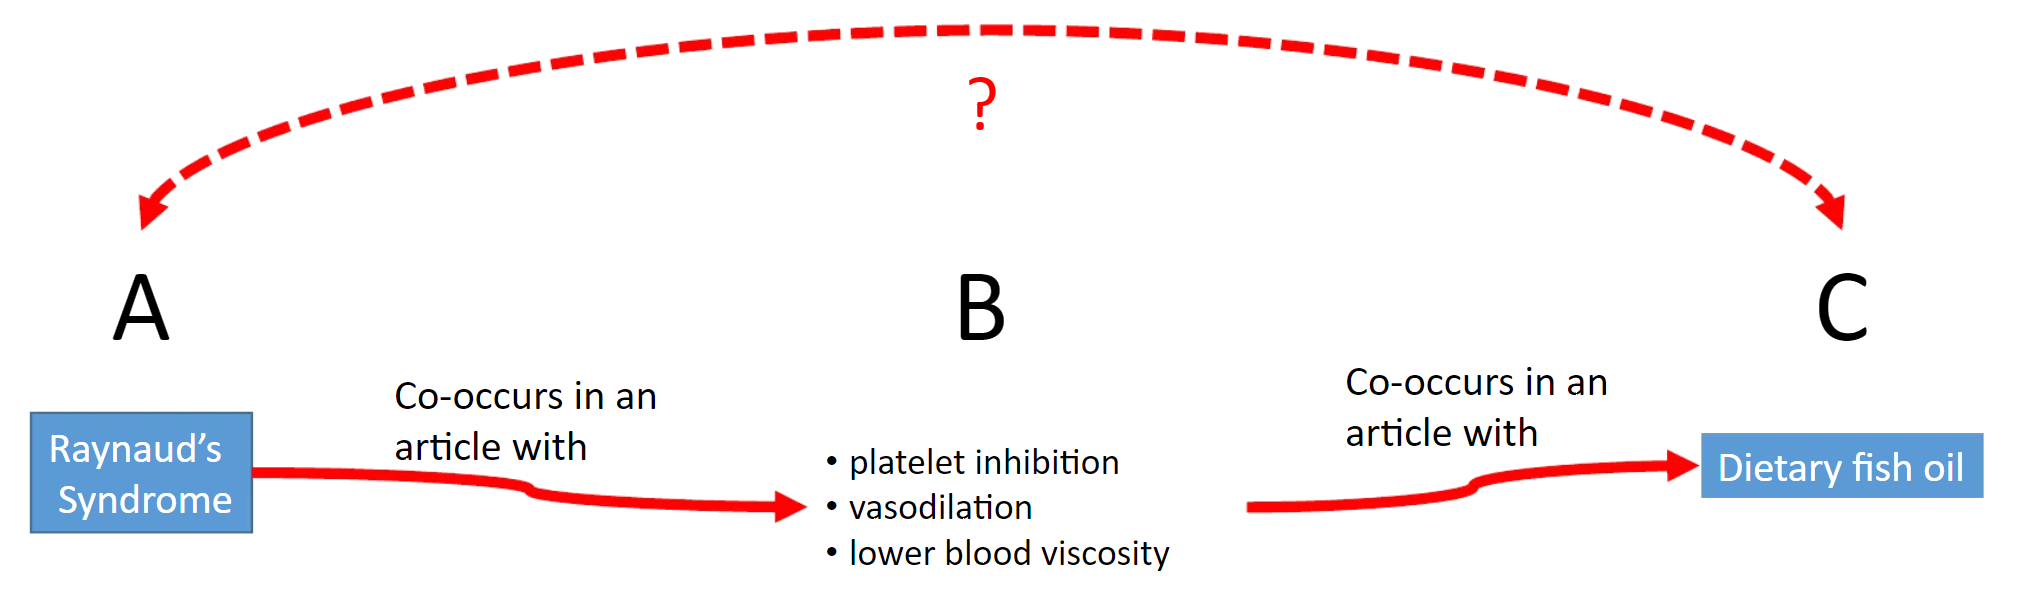 ?
A
B
C
Co-occurs in an
article with
Co-occurs in an
article with
Raynaud’s
Syndrome
• platelet inhibition
• vasodilation
• lower blood viscosity
Dietary fish oil